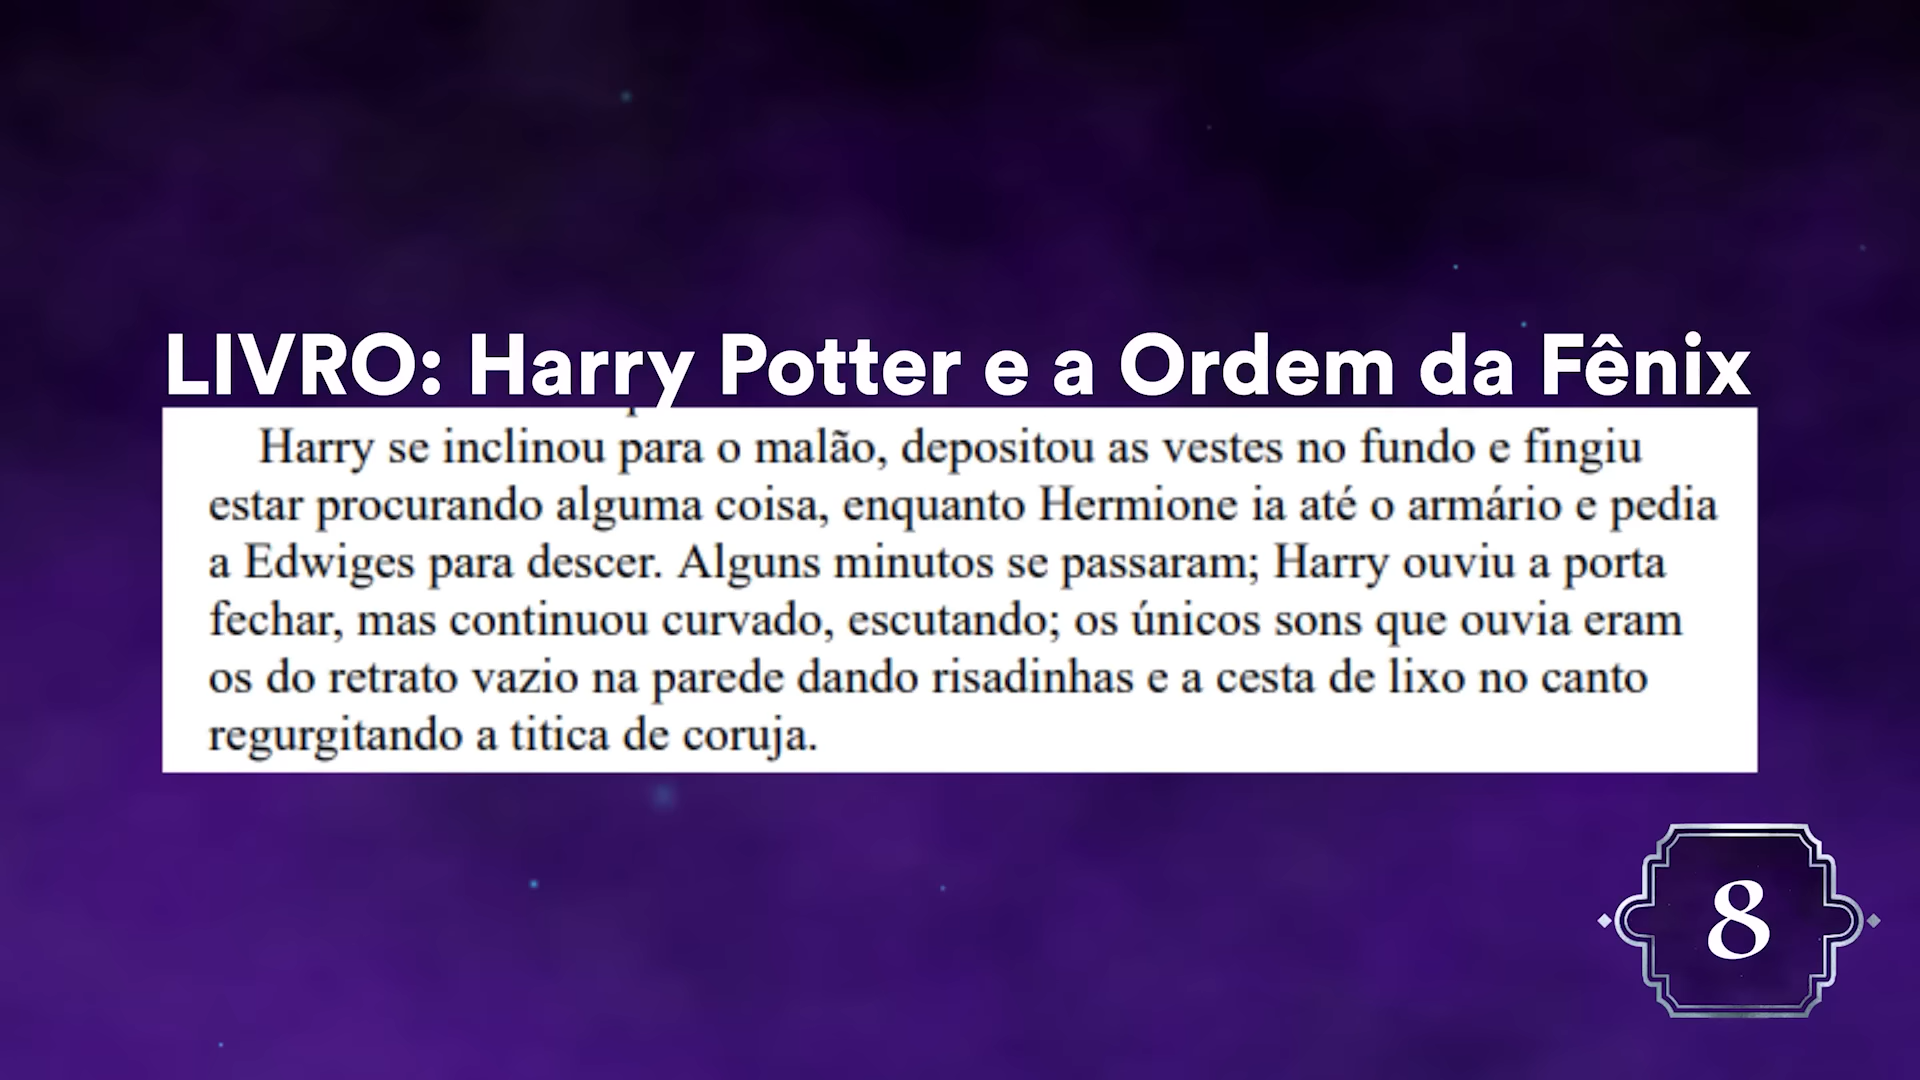 LIVRO: Harry Potter e a Ordem da Fênix
Harry se inclinou para o malão, depositou as vestes no fundo e fingiu
estar procurando alguma coisa, enquanto Hermione ia até o armário e pedia
a Edwiges para descer. Alguns minutos se passaram; Harry ouviu a porta
fechar, mas continuou curvado, escutando; os únicos sons que ouvia eram
os do retrato vazio na parede dando risadinhas e a cesta de lixo no canto
regurgitando a titica de coruja.
8